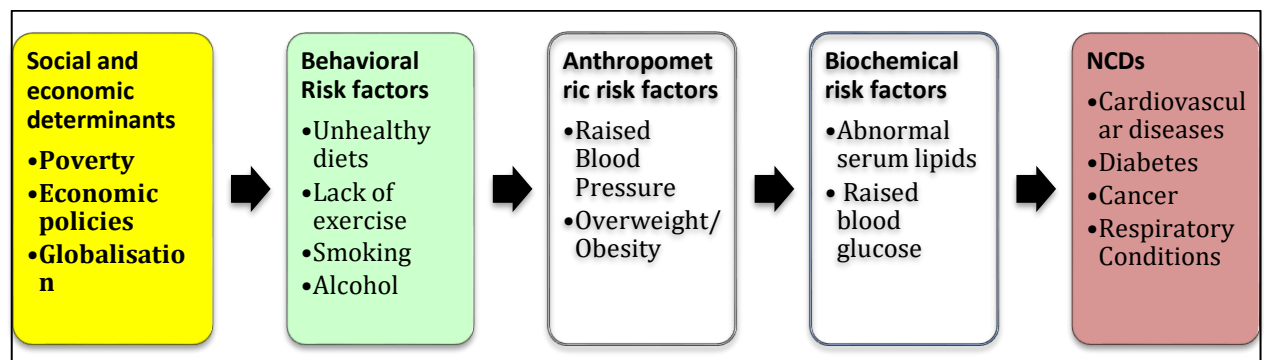 Social and
economic
determinants
•Poverty
•Economic
policies
•Globalisatio
n
Behavioral
Risk factors
•Unhealthy
diets
•Lack of
exercise
•Smoking
•Alcohol
Anthropomet
ric risk factors
•Raised
Blood
Pressure
•Overweight/
Obesity
Biochemical
risk factors
•Abnormal
serum lipids
• Raised
blood
glucose
NCDs
•Cardiovascul
ar diseases
•Diabetes
•Cancer
•Respiratory
Conditions